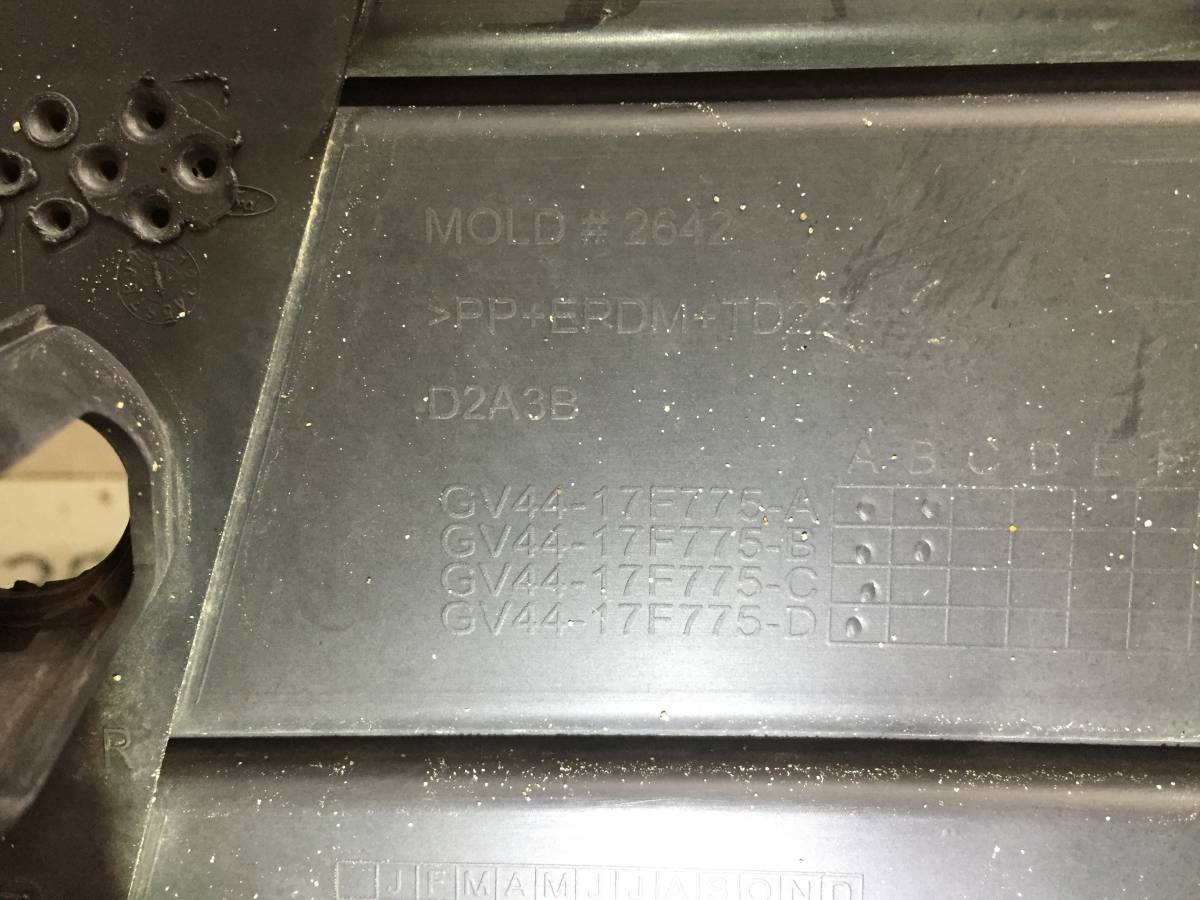 MOLD # 2642
>PP+EPDM+TD22<
D2A3B
A B C D E F
GV44-17F775-A
GV44-17F775-B
GV44-17F775-C
GV44-17F775-D
R
J F M A M J J A S O N D